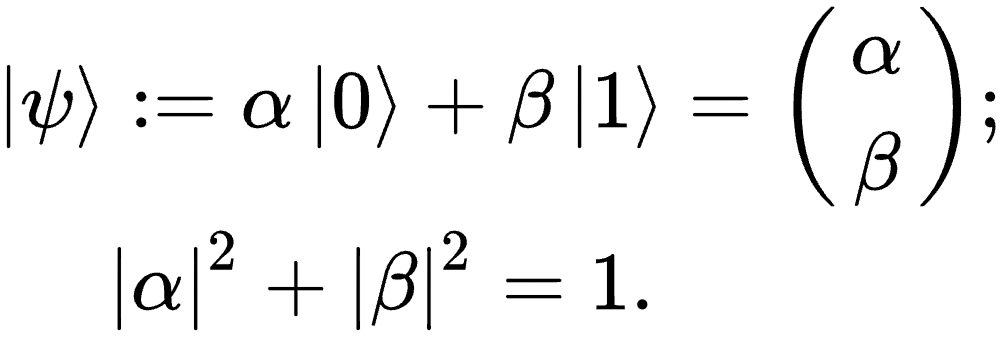 |ψ⟩ := α |0⟩ + β |1⟩ = (α β);
|α|² + |β|² = 1.